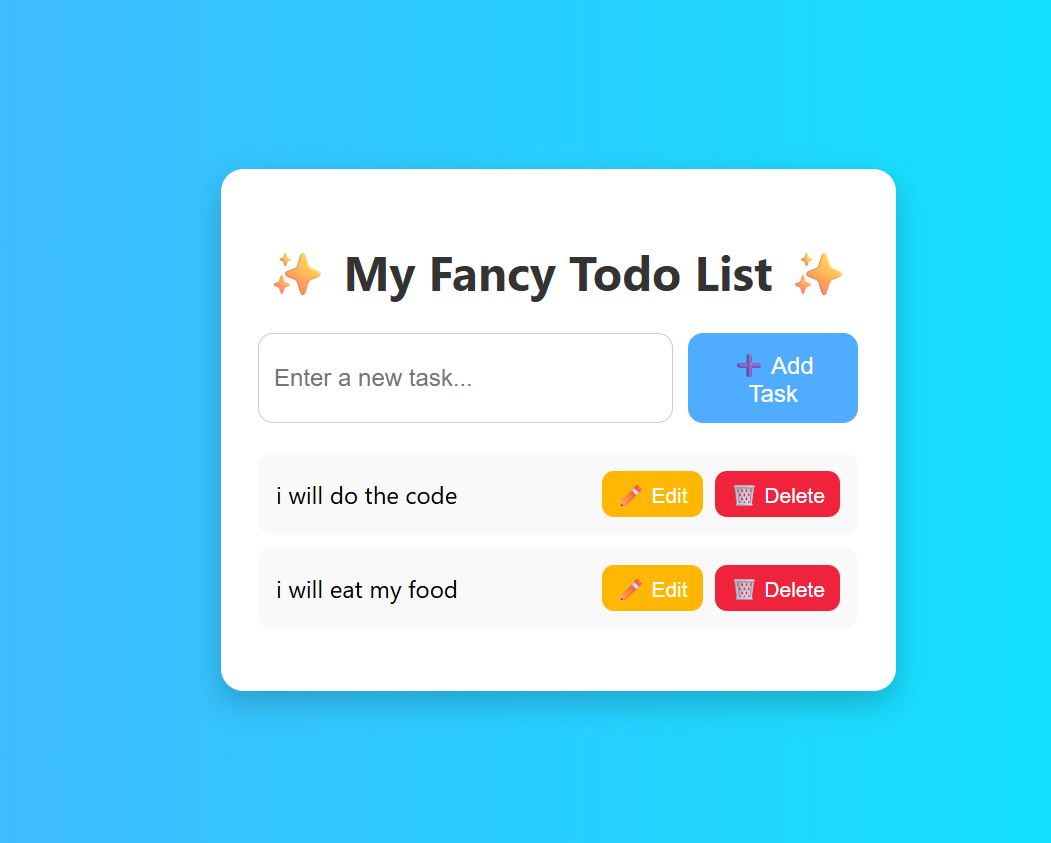 ✨ My Fancy Todo List ✨
Enter a new task...
➕ Add
Task
i will do the code
✏️ Edit
🗑️ Delete
i will eat my food
✏️ Edit
🗑️ Delete